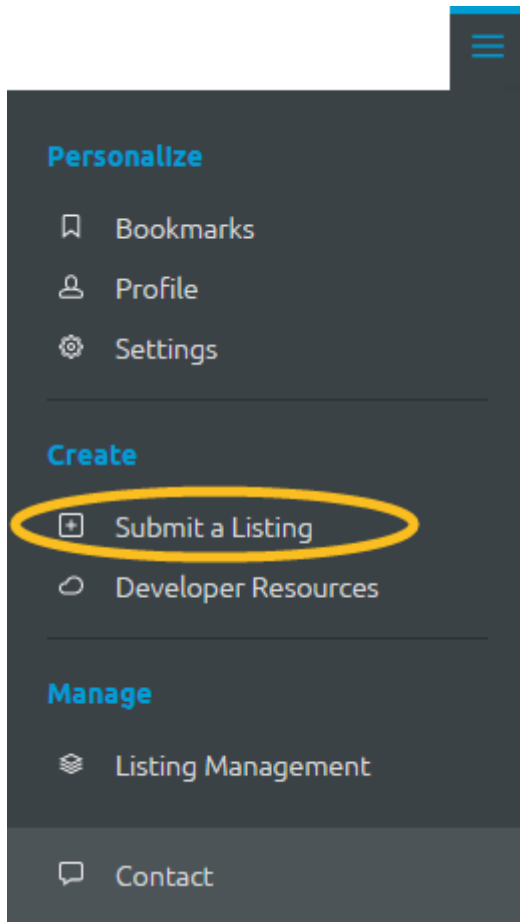 Personalize
Bookmarks
Profile
Settings
Create
Submit a Listing
Developer Resources
Manage
Listing Management
Contact